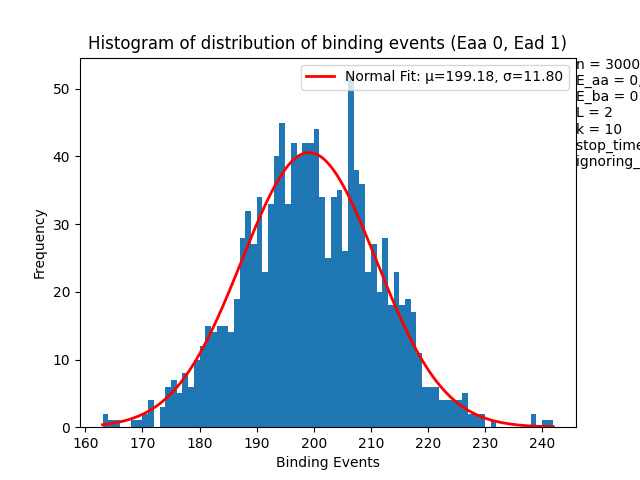 Histogram of distribution of binding events (Eaa 0, Ead 1)
Normal Fit: μ=199.18, σ=11.80
n = 3000
E_aa = 0,
E_ba = 0
L = 2
k = 10
stop_time
ignoring_
50
40
30
20
10
0
Frequency
160 170 180 190 200 210 220 230 240
Binding Events